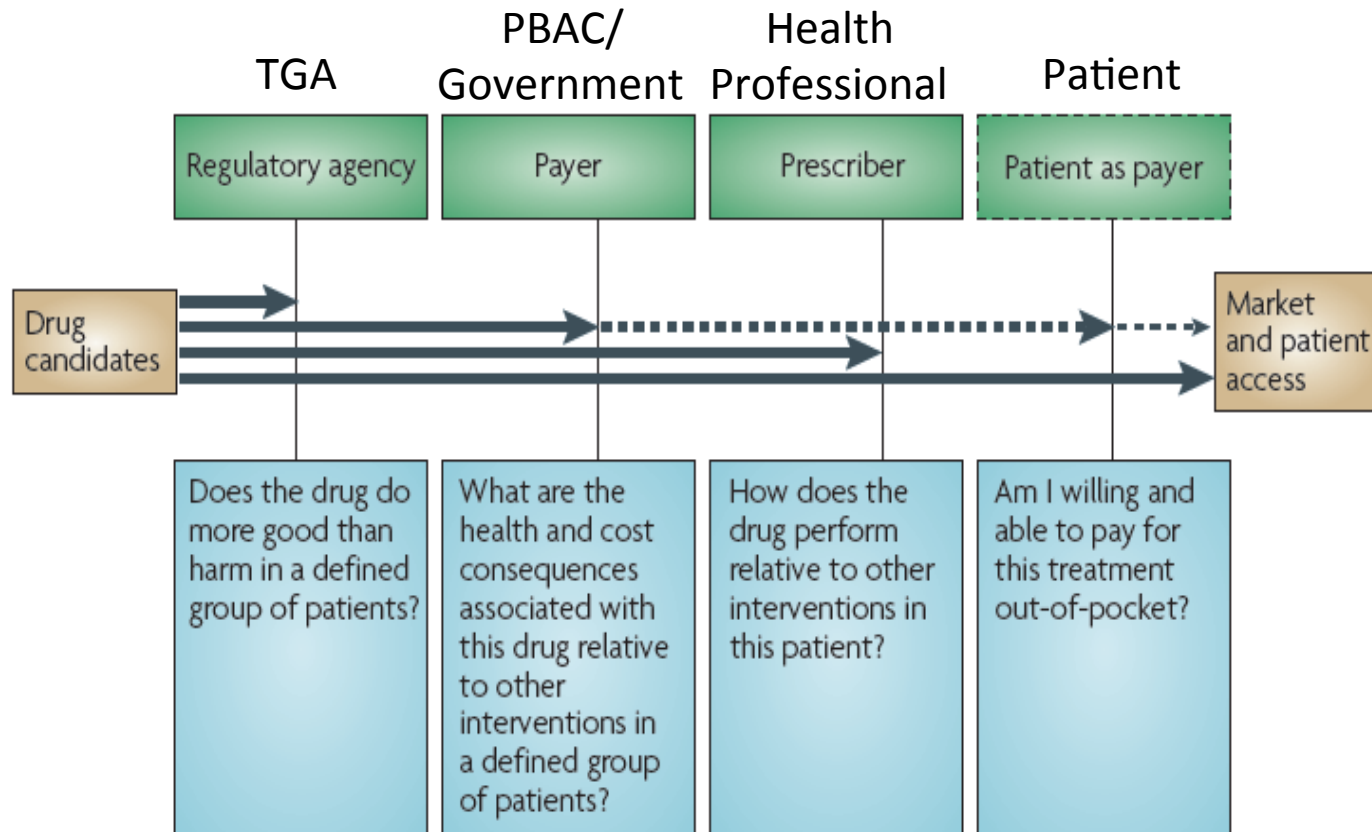 TGA
PBAC/
Government
Health
Professional
Patient
Regulatory agency
Payer
Prescriber
Patient as payer
Drug
candidates
Market
and patient
access
Does the drug do
more good than
harm in a defined
group of patients?
What are the
health and cost
consequences
associated with
this drug relative
to other
interventions in
a defined group
of patients?
How does the
drug perform
relative to other
interventions in
this patient?
Am I willing and
able to pay for
this treatment
out-of-pocket?